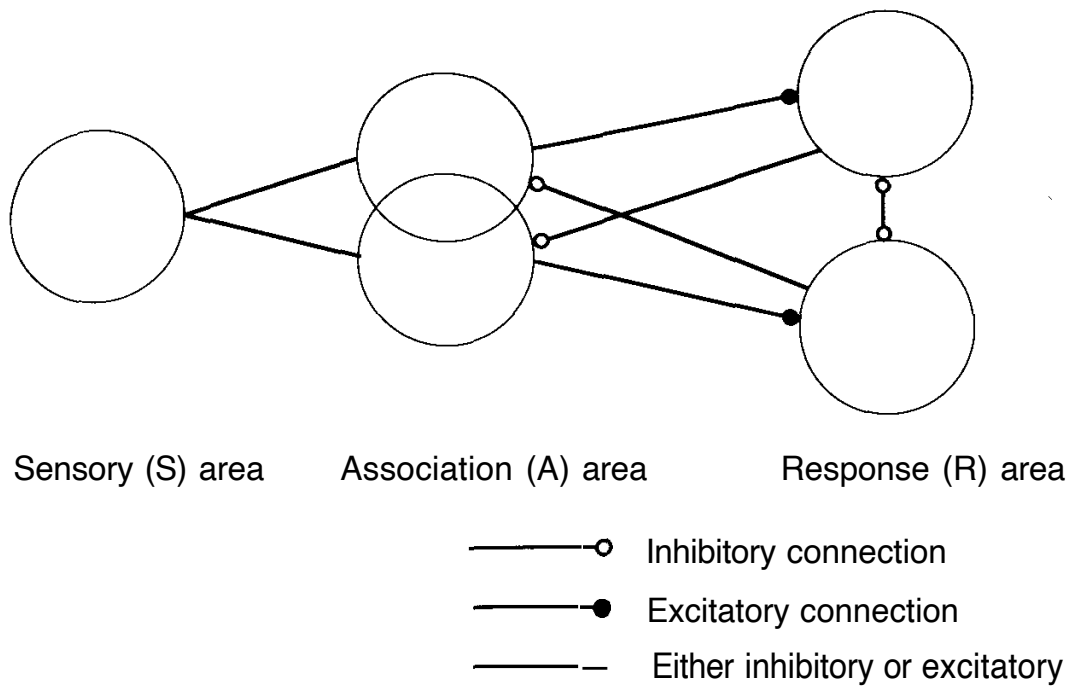 Sensory (S) area
Association (A) area
Response (R) area
Inhibitory connection
Excitatory connection
Either inhibitory or excitatory